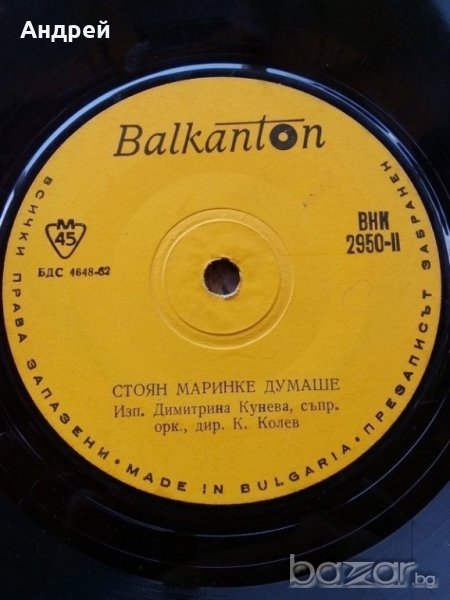 Андрей
Balkanton
М
45
БДС 4648-62
ВНК
2950-II
СТОЯН МАРИНКЕ ДУМАШЕ
Изп. Димитрина Кунева, съпр.
орк., дир. К. Колев
ВСИЧКИ ПРАВА ЗАПАЗЕНИ • MADE IN BULGARIA • ПРЕЗАПИСЪТ ЗАБРАНЕН
bazar.bg